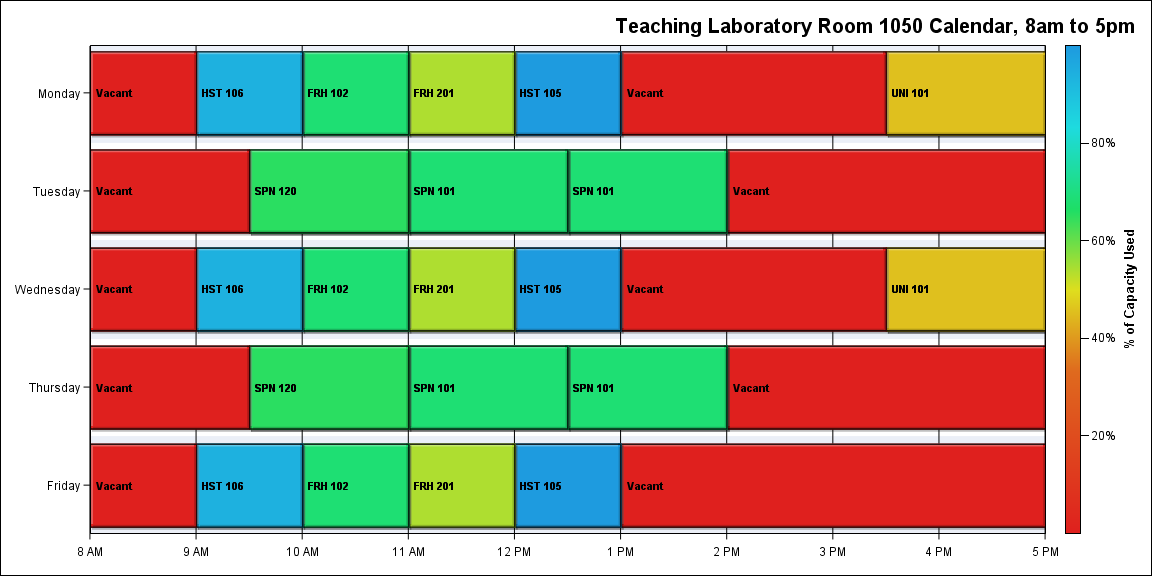 Teaching Laboratory Room 1050 Calendar, 8am to 5pm
Monday
Vacant
HST 106
FRH 102
FRH 201
HST 105
Vacant
UNI 101
Tuesday
Vacant
SPN 120
SPN 101
SPN 101
Vacant
Wednesday
Vacant
HST 106
FRH 102
FRH 201
HST 105
Vacant
UNI 101
Thursday
Vacant
SPN 120
SPN 101
SPN 101
Vacant
Friday
Vacant
HST 106
FRH 102
FRH 201
HST 105
Vacant
8 AM
9 AM
10 AM
11 AM
12 PM
1 PM
2 PM
3 PM
4 PM
5 PM
80%
60%
40%
20%
% of Capacity Used